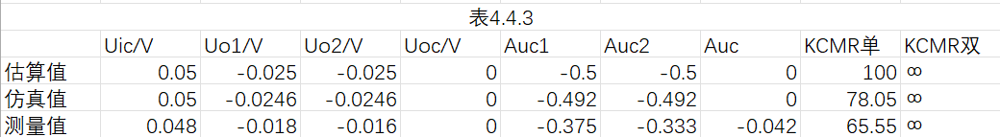 表4.4.3
Uic/V Uo1/V Uo2/V Uoc/V Auc1 Auc2 Auc KCMR单 KCMR双
估算值 0.05 -0.025 -0.025 0 -0.5 -0.5 0 100 ∞
仿真值 0.05 -0.0246 -0.0246 0 -0.492 -0.492 0 78.05 ∞
测量值 0.048 -0.018 -0.016 0 -0.375 -0.333 -0.042 65.55 ∞